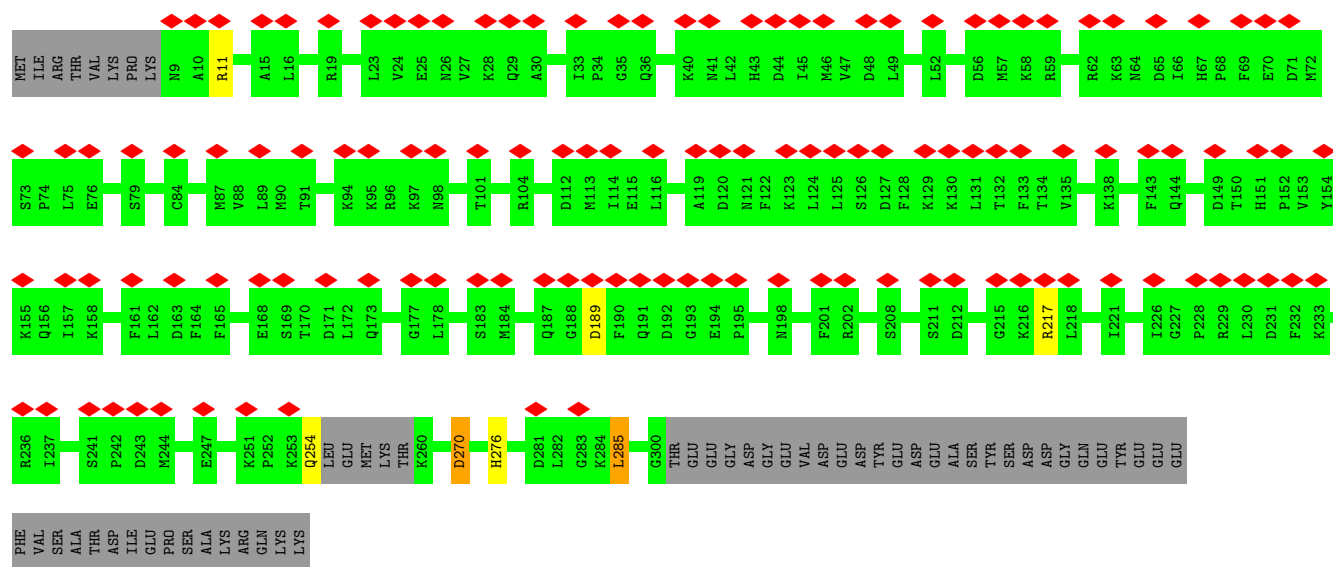 MET ILE ARG THR VAL LYS PRO LYS N9 A10 R11 A15 L16 R19 L23 V24 E25 N26 V27 K28 Q29 A30 I33 P34 G35 Q36 K40 N41 L42 H43 D44 I45 M46 V47 D48 L49 L52 D56 M57 K58 R59 R62 K63 N64 D65 I66 H67 P68 F69 E70 D71 M72
S73 P74 L75 E76 S79 C84 M87 V88 L89 M90 T91 K94 K95 R96 K97 N98 T101 R104 D112 M113 I114 E115 L116 A119 D120 N121 F122 K123 L124 L125 S126 D127 F128 K129 K130 L131 T132 F133 T134 V135 K138 F143 Q144 D149 T150 H151 P152 V153 Y154
K155 Q156 I157 K158 F161 L162 D163 F164 F165 E168 S169 T170 D171 L172 Q173 G177 L178 S183 M184 Q187 G188 D189 F190 Q191 D192 G193 E194 P195 N198 F201 R202 S208 S211 D212 G215 K216 R217 L218 I221 I226 G227 P228 R229 L230 D231 F232 K233
R236 I237 S241 P242 D243 M244 E247 K251 P252 K253 Q254 LEU GLU MET LYS THR K260 D270 H276 D281 L282 G283 K284 L285 G300 THR GLU GLU GLY ASP GLY GLU VAL ASP GLU ASP TYR GLU ASP GLU ALA SER TYR SER ASP ASP GLY GLN GLU TYR GLU GLU GLU
PHE VAL SER ALA THR ASP ILE GLU PRO SER ALA LYS ARG GLN LYS LYS